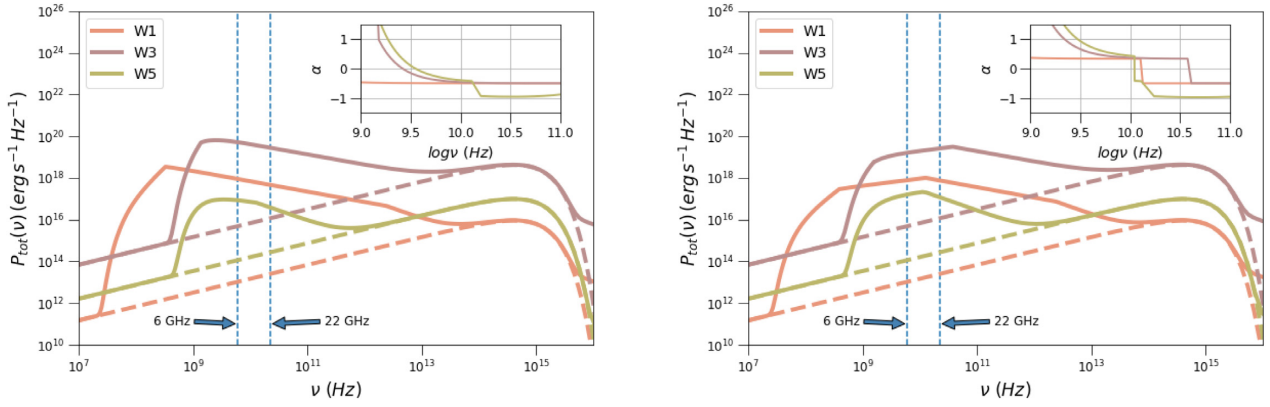 10^26
10^24
10^22
10^20
10^18
10^16
10^14
10^12
10^10
P_tot(ν) (erg s^−1 Hz^−1)
W1
W3
W5
α
1
0
−1
9.0 9.5 10.0 10.5 11.0
logν (Hz)
6 GHz 22 GHz
10^7 10^9 10^11 10^13 10^15
ν (Hz)
10^26
10^24
10^22
10^20
10^18
10^16
10^14
10^12
10^10
P_tot(ν) (erg s^−1 Hz^−1)
W1
W3
W5
α
1
0
−1
9.0 9.5 10.0 10.5 11.0
logν (Hz)
6 GHz 22 GHz
10^7 10^9 10^11 10^13 10^15
ν (Hz)